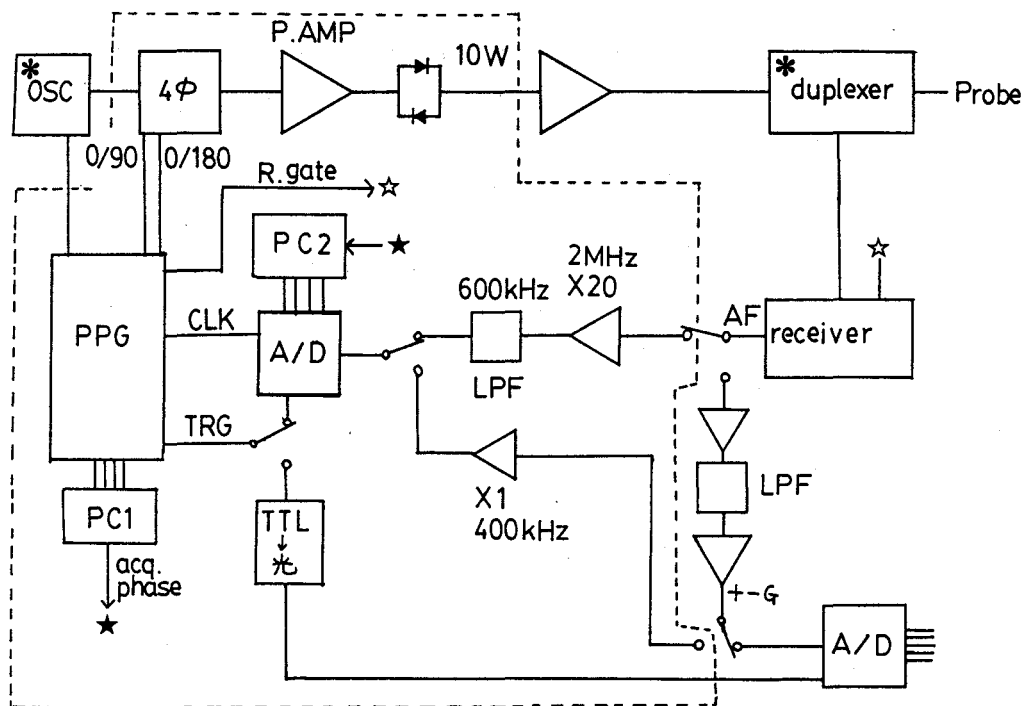 P.AMP
10W
*
OSC
4Φ
*
duplexer
Probe
0/90
0/180
R.gate
☆
PC2
★
☆
2MHz
X20
600kHz
AF
PPG
CLK
A/D
receiver
LPF
TRG
X1
400kHz
LPF
PC1
TTL
↓
光
acq.
phase
★
+-G
A/D